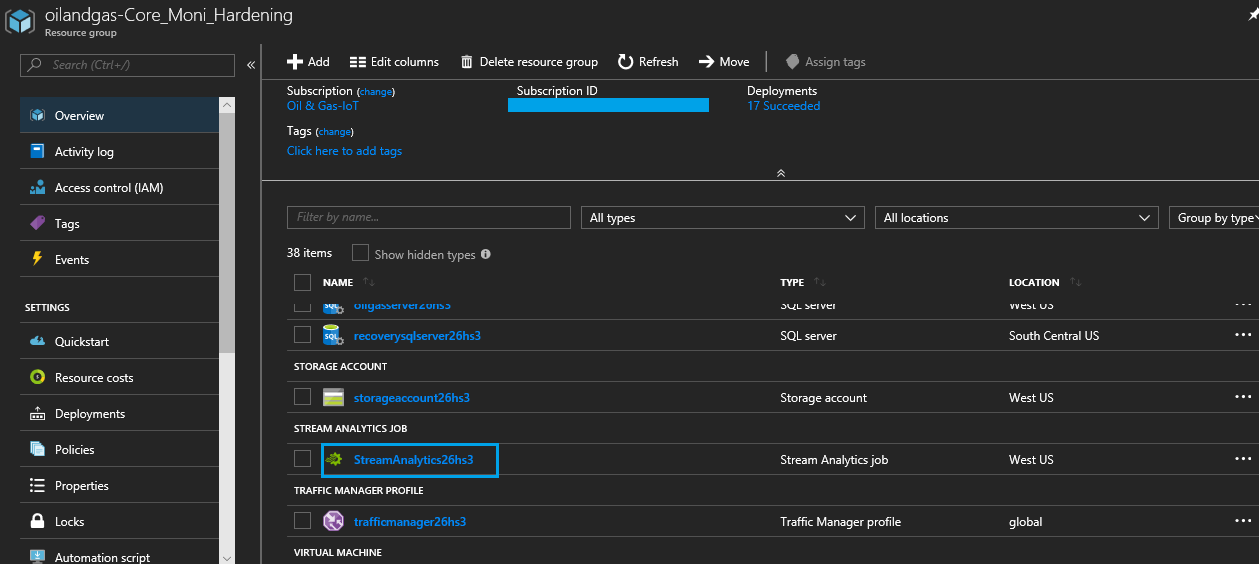 oilandgas-Core_Moni_Hardening
Resource group
Search (Ctrl+/)
Overview
Activity log
Access control (IAM)
Tags
Events
SETTINGS
Quickstart
Resource costs
Deployments
Policies
Properties
Locks
Automation script
Add Edit columns Delete resource group Refresh Move Assign tags
Subscription (change) Subscription ID Deployments
Oil & Gas-IoT 17 Succeeded
Tags (change)
Click here to add tags
Filter by name... All types All locations Group by type
38 items Show hidden types
NAME TYPE LOCATION
oilgasserver26hs3 SQL server West US
recoverysqlserver26hs3 SQL server South Central US
STORAGE ACCOUNT
storageaccount26hs3 Storage account West US
STREAM ANALYTICS JOB
StreamAnalytics26hs3 Stream Analytics job West US
TRAFFIC MANAGER PROFILE
trafficmanager26hs3 Traffic Manager profile global
VIRTUAL MACHINE